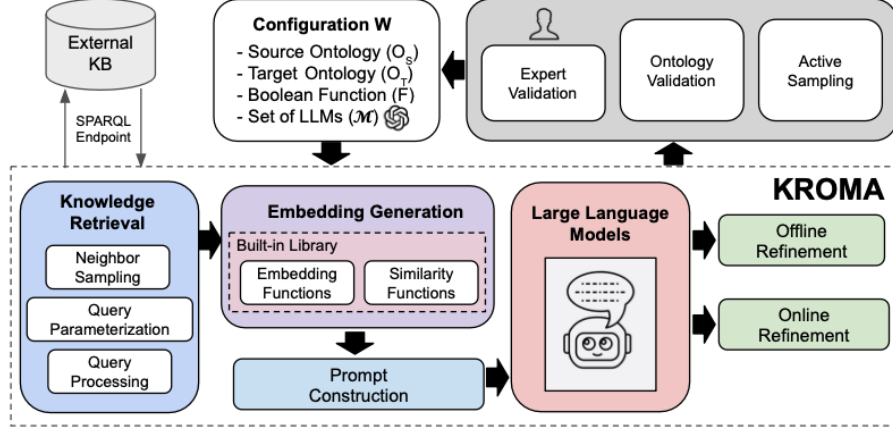 External
KB
SPARQL
Endpoint
Configuration W
- Source Ontology (O_S)
- Target Ontology (O_T)
- Boolean Function (F)
- Set of LLMs (ℳ)
Expert
Validation
Ontology
Validation
Active
Sampling
KROMA
Knowledge
Retrieval
Neighbor
Sampling
Query
Parameterization
Query
Processing
Embedding Generation
Built-in Library
Embedding
Functions
Similarity
Functions
Prompt
Construction
Large Language
Models
Offline
Refinement
Online
Refinement